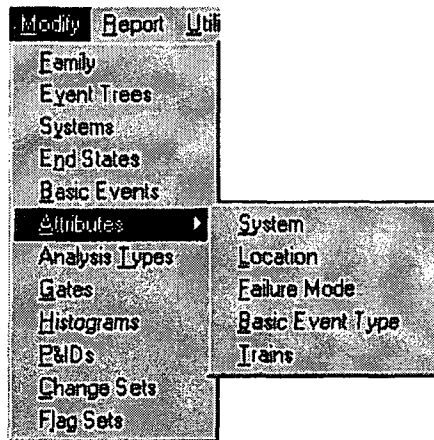 Modify Report Utili
Family
Event Trees
Systems
End States
Basic Events
Attributes
Analysis Types
Gates
Histograms
P&IDs
Change Sets
Flag Sets
System
Location
Failure Mode
Basic Event Type
Trains